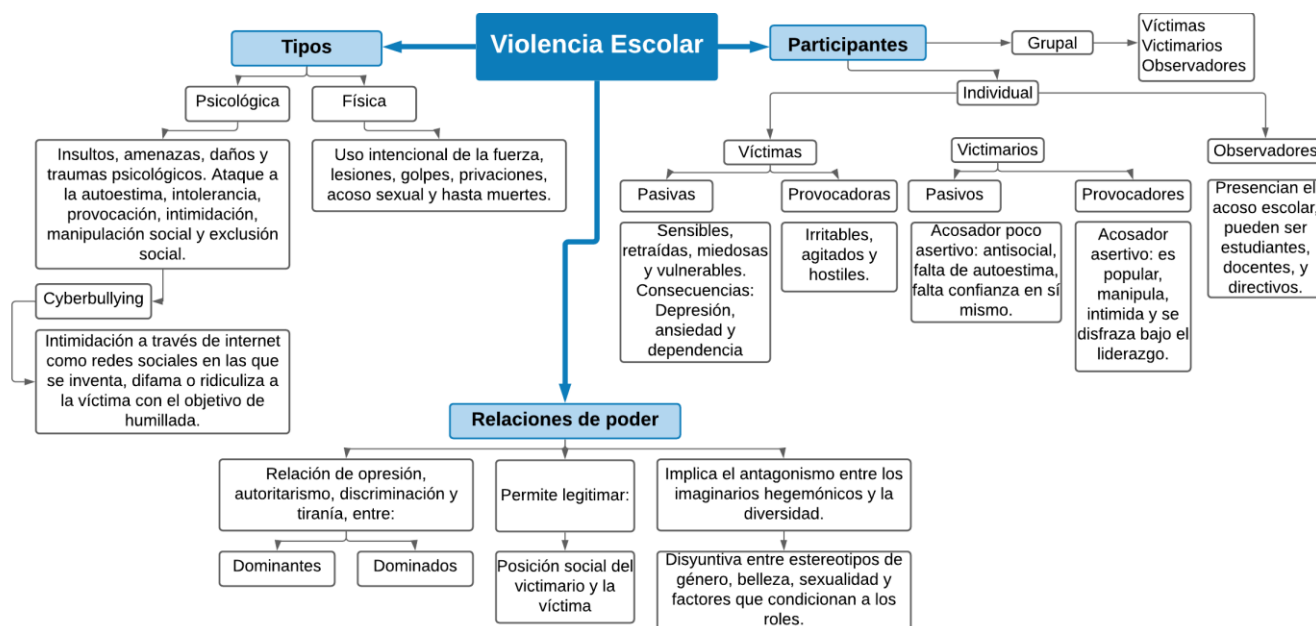 Violencia Escolar
Tipos
Psicológica
Física
Insultos, amenazas, daños y
traumas psicológicos. Ataque a
la autoestima, intolerancia,
provocación, intimidación,
manipulación social y exclusión
social.
Uso intencional de la fuerza,
lesiones, golpes, privaciones,
acoso sexual y hasta muertes.
Cyberbullying
Intimidación a través de internet
como redes sociales en las que
se inventa, difama o ridiculiza a
la víctima con el objetivo de
humillada.
Participantes
Grupal
Víctimas
Victimarios
Observadores
Individual
Víctimas
Victimarios
Observadores
Pasivas
Provocadoras
Pasivos
Provocadores
Sensibles,
retraídas, miedosas
y vulnerables.
Consecuencias:
Depresión,
ansiedad y
dependencia
Irritables,
agitados y
hostiles.
Acosador poco
asertivo: antisocial,
falta de autoestima,
falta confianza en sí
mismo.
Acosador
asertivo: es
popular,
manipula,
intimida y se
disfraza bajo el
liderazgo.
Presencian el
acoso escolar,
pueden ser
estudiantes,
docentes, y
directivos.
Relaciones de poder
Relación de opresión,
autoritarismo, discriminación y
tiranía, entre:
Dominantes
Dominados
Permite legitimar:
Posición social del
victimario y la
víctima
Implica el antagonismo entre los
imaginarios hegemónicos y la
diversidad.
Disyuntiva entre estereotipos de
género, belleza, sexualidad y
factores que condicionan a los
roles.